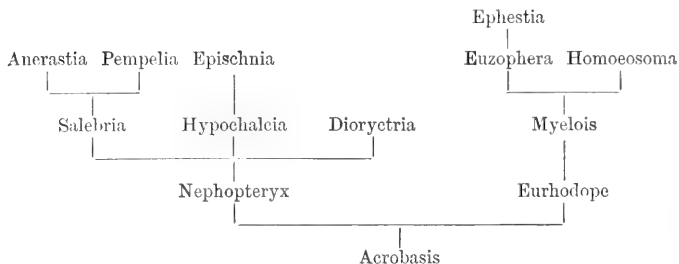 Ephestia
Anerastia Pempelia Epischnia Euzophera Homoeosoma
Salebria Hypochalcia Dioryctria Myelois
Nephopteryx Eurhodope
Acrobasis